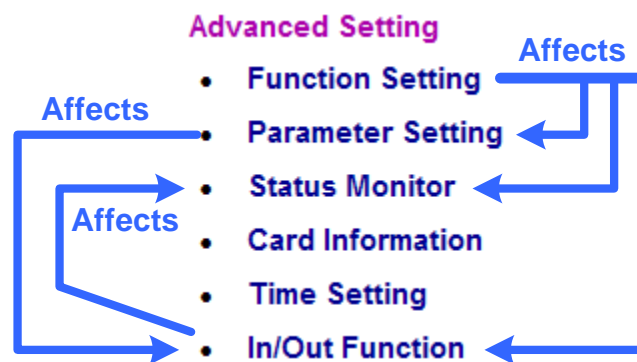 Advanced Setting
Affects
• Function Setting
Affects
• Parameter Setting
• Status Monitor
Affects
• Card Information
• Time Setting
• In/Out Function